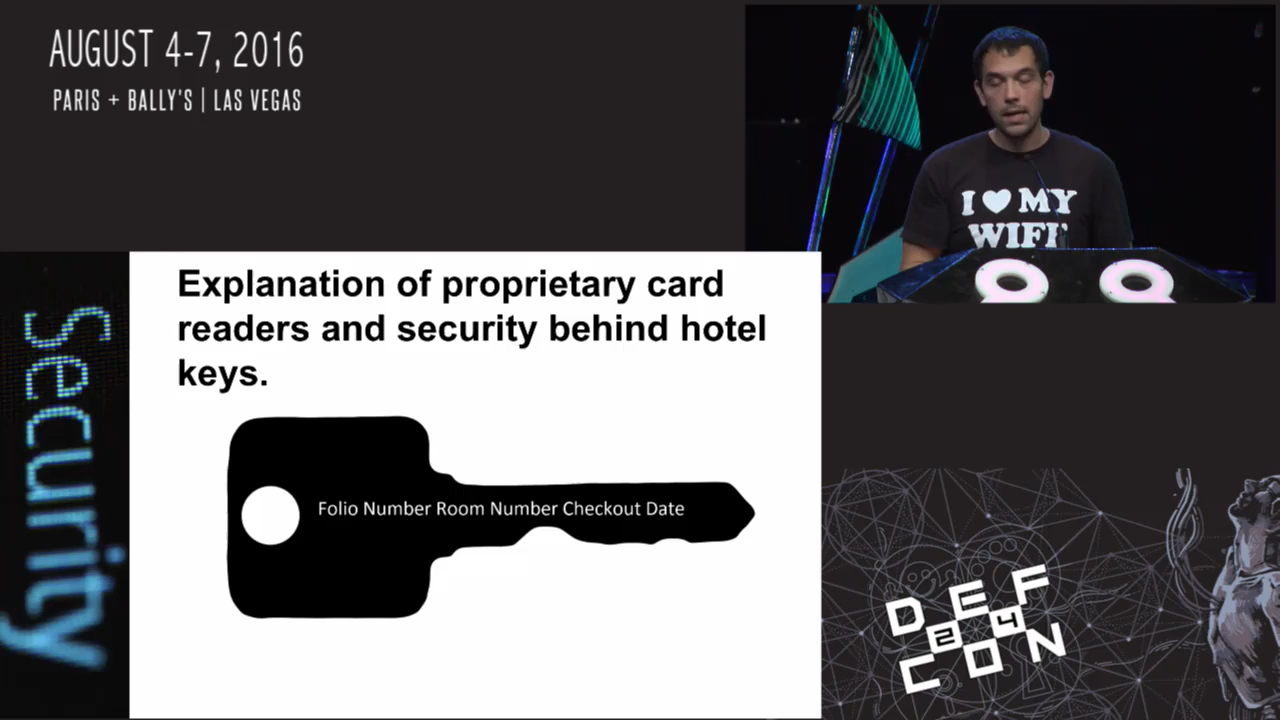 AUGUST 4-7, 2016
PARIS + BALLY'S | LAS VEGAS
I ♥ MY
WIFE
Security
Explanation of proprietary card
readers and security behind hotel
keys.
Folio Number Room Number Checkout Date
DEF
24
CON